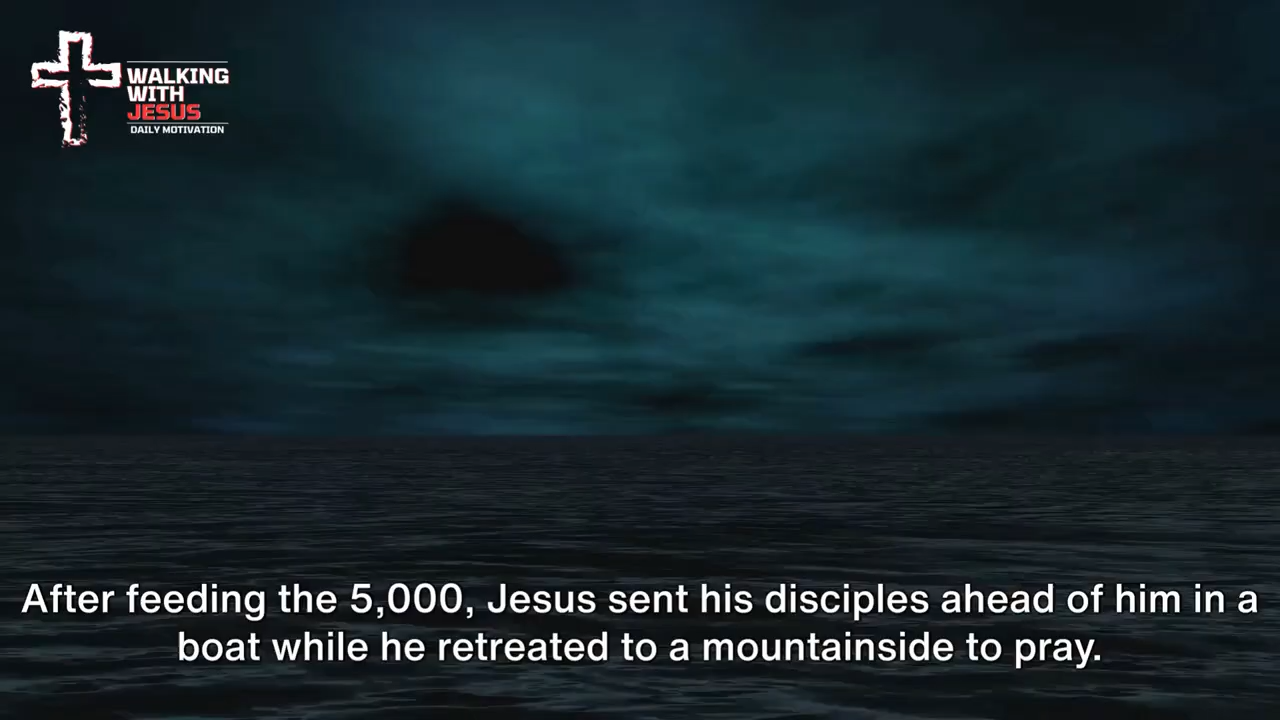 WALKING
WITH
JESUS
DAILY MOTIVATION
After feeding the 5,000, Jesus sent his disciples ahead of him in a
boat while he retreated to a mountainside to pray.